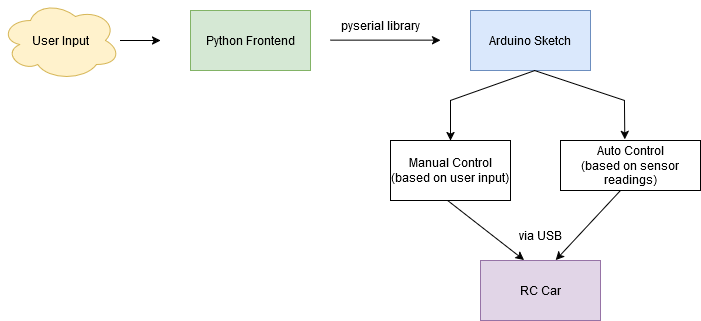 User Input
Python Frontend
pyserial library
Arduino Sketch
Manual Control
(based on user input)
Auto Control
(based on sensor
readings)
via USB
RC Car